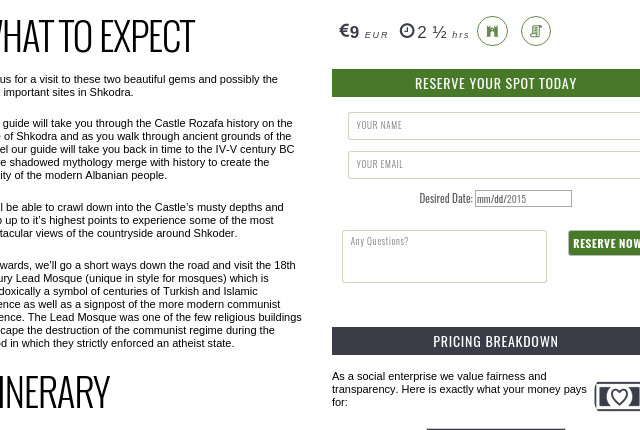 HAT TO EXPECT
us for a visit to these two beautiful gems and possibly the
important sites in Shkodra.
guide will take you through the Castle Rozafa history on the
of Shkodra and as you walk through ancient grounds of the
el our guide will take you back in time to the IV-V century BC
e shadowed mythology merge with history to create the
ity of the modern Albanian people.
l be able to crawl down into the Castle's musty depths and
up to it's highest points to experience some of the most
tacular views of the countryside around Shkoder.
wards, we'll go a short ways down the road and visit the 18th
ury Lead Mosque (unique in style for mosques) which is
doxically a symbol of centuries of Turkish and Islamic
ence as well as a signpost of the more modern communist
ence. The Lead Mosque was one of the few religious buildings
cape the destruction of the communist regime during the
d in which they strictly enforced an atheist state.
INERARY
€9 EUR 2 ½ hrs
RESERVE YOUR SPOT TODAY
YOUR NAME
YOUR EMAIL
Desired Date: mm/dd/2015
Any Questions?
RESERVE NOW
PRICING BREAKDOWN
As a social enterprise we value fairness and
transparency. Here is exactly what your money pays
for: